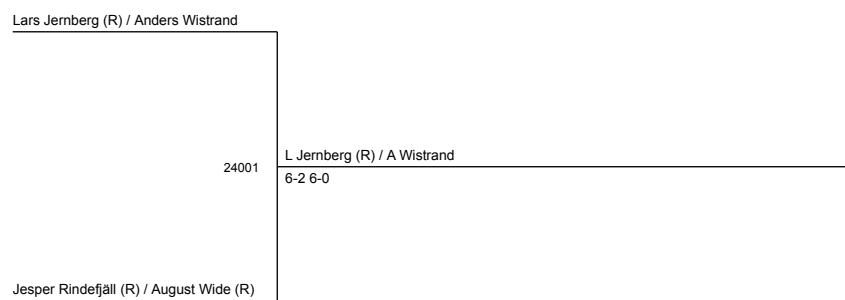 Lars Jernberg (R) / Anders Wistrand
L Jernberg (R) / A Wistrand
24001
6-2 6-0
Jesper Rindefjäll (R) / August Wide (R)